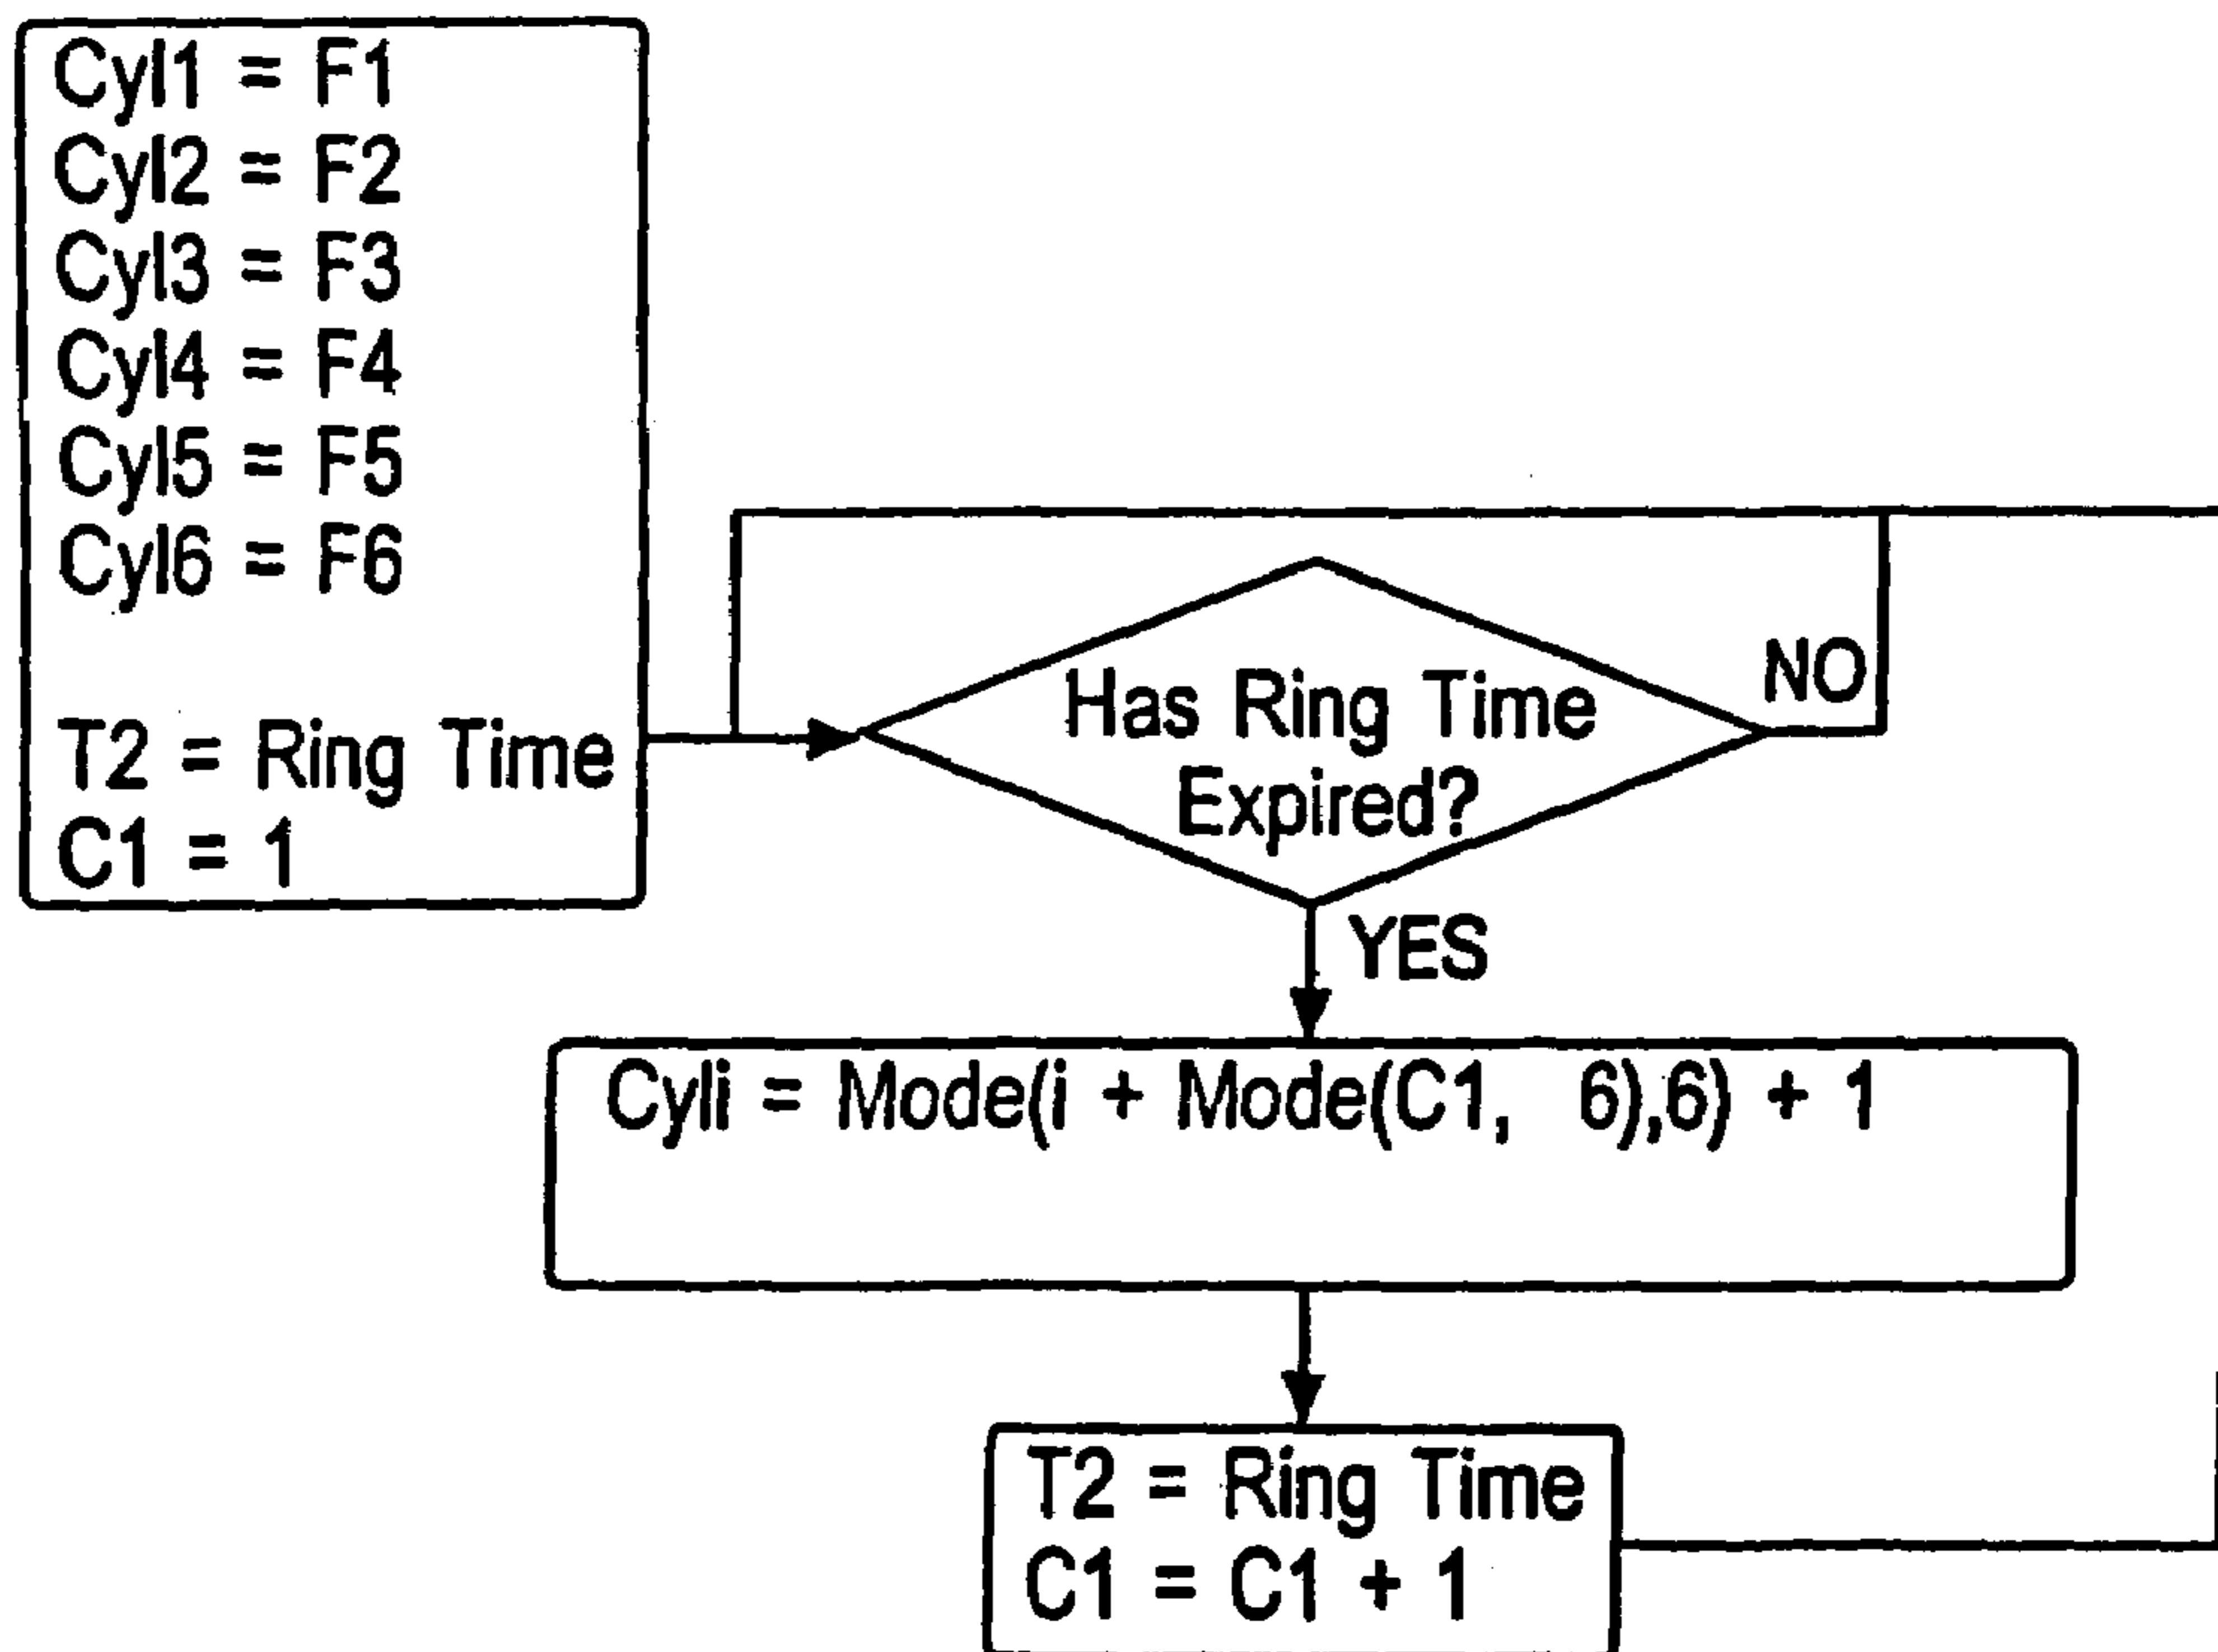 Cyl1 = F1
Cyl2 = F2
Cyl3 = F3
Cyl4 = F4
Cyl5 = F5
Cyl6 = F6
T2 = Ring Time
C1 = 1
Has Ring Time
Expired?
NO
YES
Cyli = Mode(i + Mode(C1, 6),6) + 1
T2 = Ring Time
C1 = C1 + 1